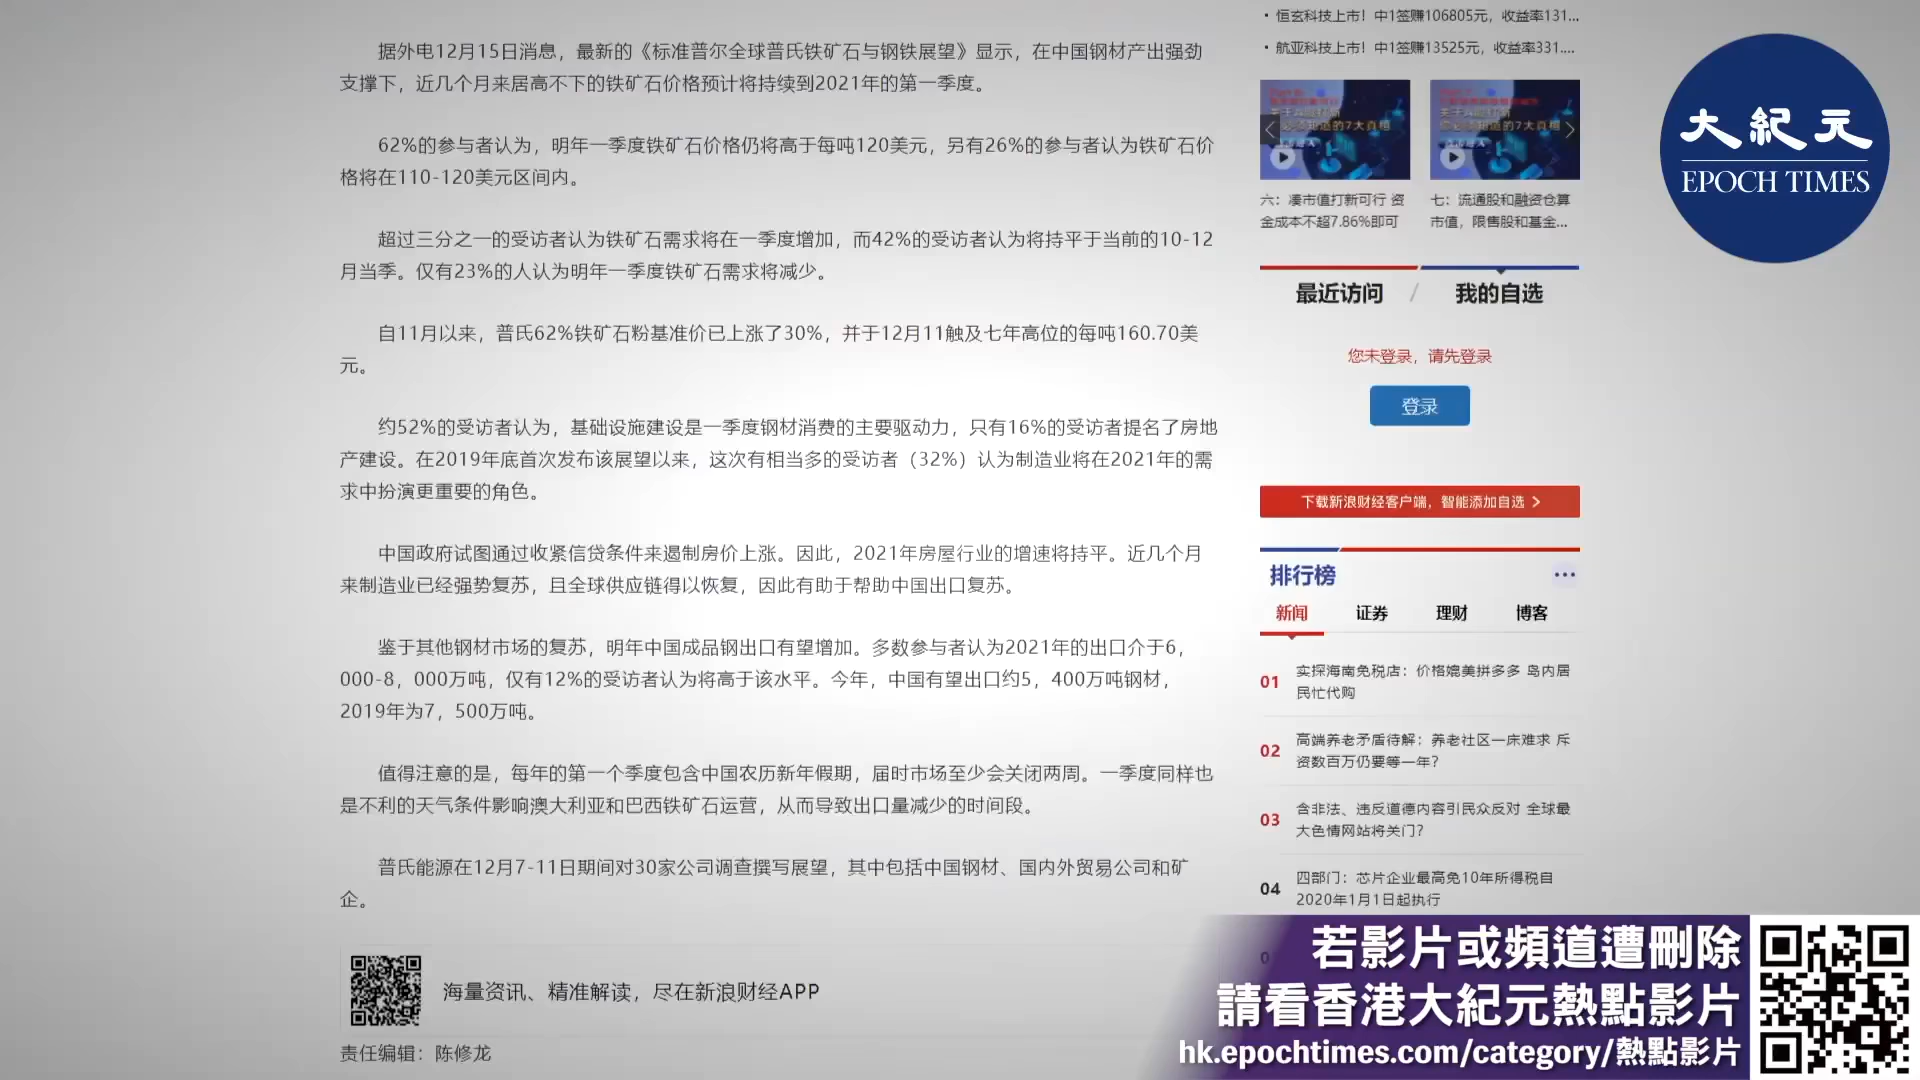 据外电12月15日消息，最新的《标准普尔全球普氏铁矿石与钢铁展望》显示，在中国钢材产出强劲
支撑下，近几个月来居高不下的铁矿石价格预计将持续到2021年的第一季度。
62%的参与者认为，明年一季度铁矿石价格仍将高于每吨120美元，另有26%的参与者认为铁矿石价
格将在110-120美元区间内。
超过三分之一的受访者认为铁矿石需求将在一季度增加，而42%的受访者认为将持平于当前的10-12
月当季。仅有23%的人认为明年一季度铁矿石需求将减少。
自11月以来，普氏62%铁矿石粉基准价已上涨了30%，并于12月11触及七年高位的每吨160.70美
元。
约52%的受访者认为，基础设施建设是一季度钢材消费的主要驱动力，只有16%的受访者提名了房地
产建设。在2019年底首次发布该展望以来，这次有相当多的受访者（32%）认为制造业将在2021年的需
求中扮演更重要的角色。
中国政府试图通过收紧信贷条件来遏制房价上涨。因此，2021年房屋行业的增速将持平。近几个月
来制造业已经强势复苏，且全球供应链得以恢复，因此有助于帮助中国出口复苏。
鉴于其他钢材市场的复苏，明年中国成品钢出口有望增加。多数参与者认为2021年的出口介于6，
000-8，000万吨，仅有12%的受访者认为将高于该水平。今年，中国有望出口约5，400万吨钢材，
2019年为7，500万吨。
值得注意的是，每年的第一个季度包含中国农历新年假期，届时市场至少会关闭两周。一季度同样也
是不利的天气条件影响澳大利亚和巴西铁矿石运营，从而导致出口量减少的时间段。
普氏能源在12月7-11日期间对30家公司调查撰写展望，其中包括中国钢材、国内外贸易公司和矿
企。
海量资讯、精准解读，尽在新浪财经APP
责任编辑：陈修龙
· 恒玄科技上市！中1签赚106805元，收益率131...
· 航亚科技上市！中1签赚13525元，收益率331....
六：凑市值打新可行 资
金成本不超7.86%即可
七：流通股和融资仓算
市值，限售股和基金...
最近访问 / 我的自选
您未登录，请先登录
登录
下载新浪财经客户端，智能添加自选 >
排行榜 •••
新闻 证券 理财 博客
01 实探海南免税店：价格媲美拼多多 岛内居
民忙代购
02 高端养老矛盾待解：养老社区一床难求 斥
资数百万仍要等一年？
03 含非法、违反道德内容引民众反对 全球最
大色情网站将关门？
04 四部门：芯片企业最高免10年所得税自
2020年1月1日起执行
大紀元
EPOCH TIMES
若影片或頻道遭刪除
請看香港大紀元熱點影片
hk.epochtimes.com/category/熱點影片